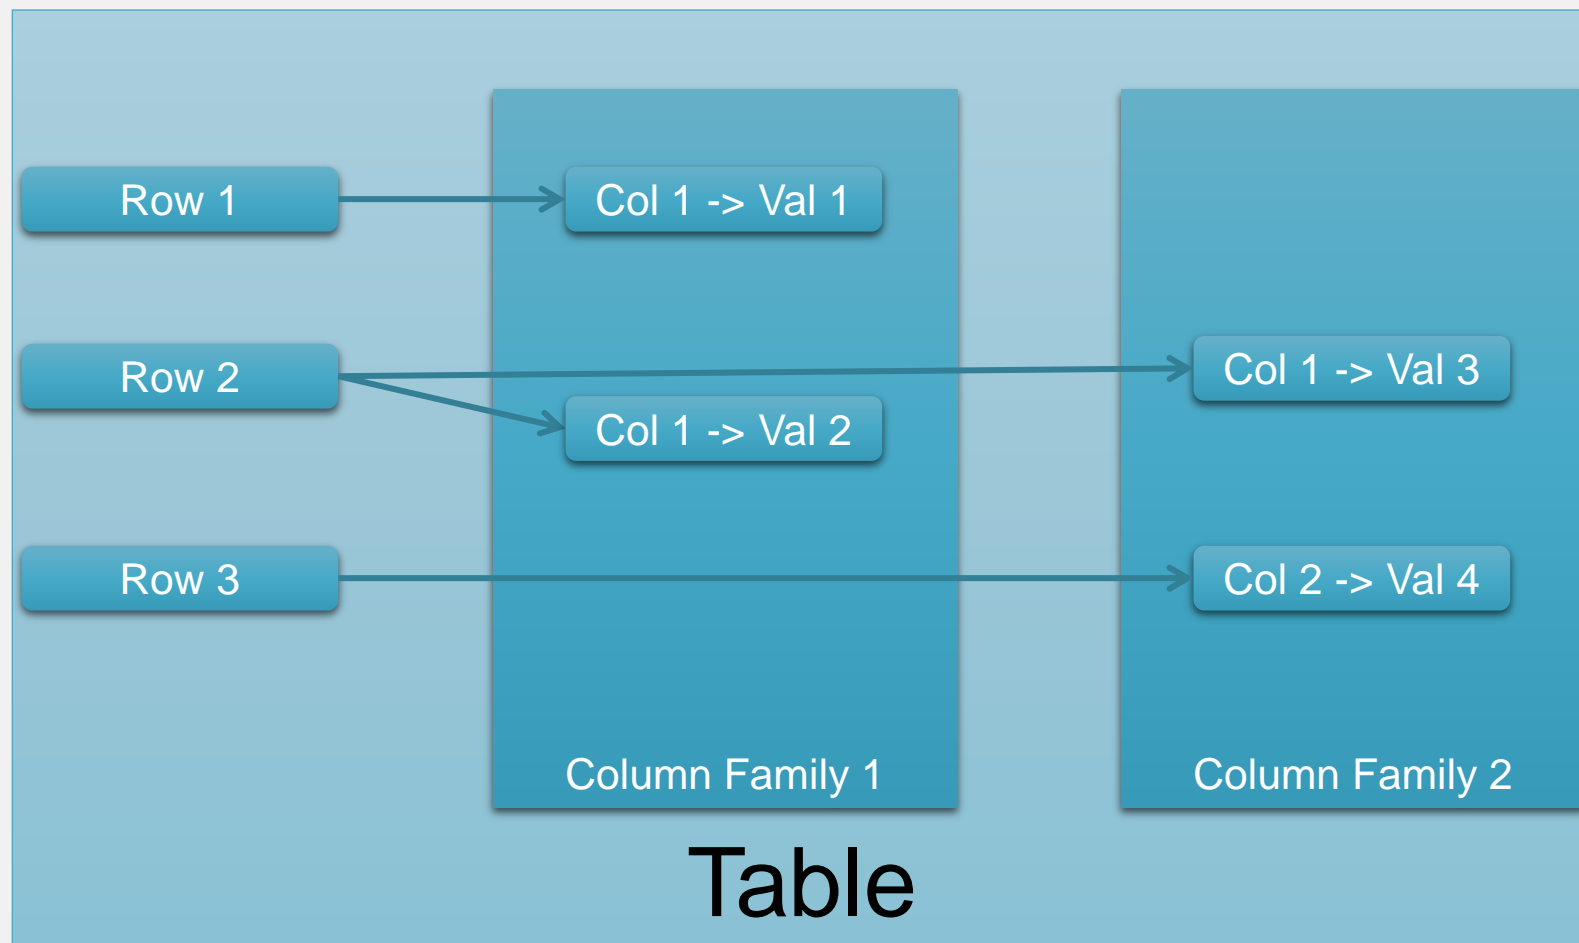 Row 1
Col 1 -> Val 1
Row 2
Col 1 -> Val 3
Col 1 -> Val 2
Row 3
Col 2 -> Val 4
Column Family 1
Column Family 2
Table